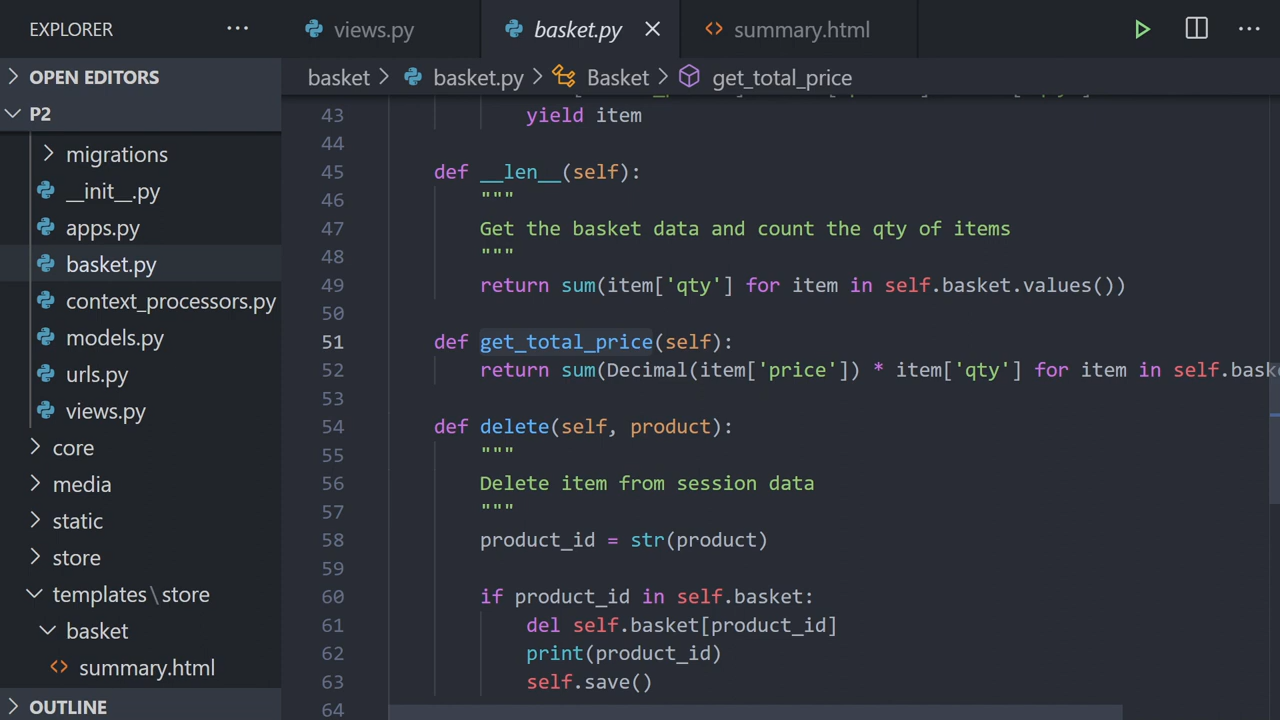 EXPLORER ...
views.py
basket.py
summary.html
OPEN EDITORS
P2
migrations
__init__.py
apps.py
basket.py
context_processors.py
models.py
urls.py
views.py
core
media
static
store
templates\store
basket
summary.html
OUTLINE
basket > basket.py > Basket > get_total_price
43 yield item
44
45 def __len__(self):
46 """
47 Get the basket data and count the qty of items
48 """
49 return sum(item['qty'] for item in self.basket.values())
50
51 def get_total_price(self):
52 return sum(Decimal(item['price']) * item['qty'] for item in self.bask
53
54 def delete(self, product):
55 """
56 Delete item from session data
57 """
58 product_id = str(product)
59
60 if product_id in self.basket:
61 del self.basket[product_id]
62 print(product_id)
63 self.save()
64